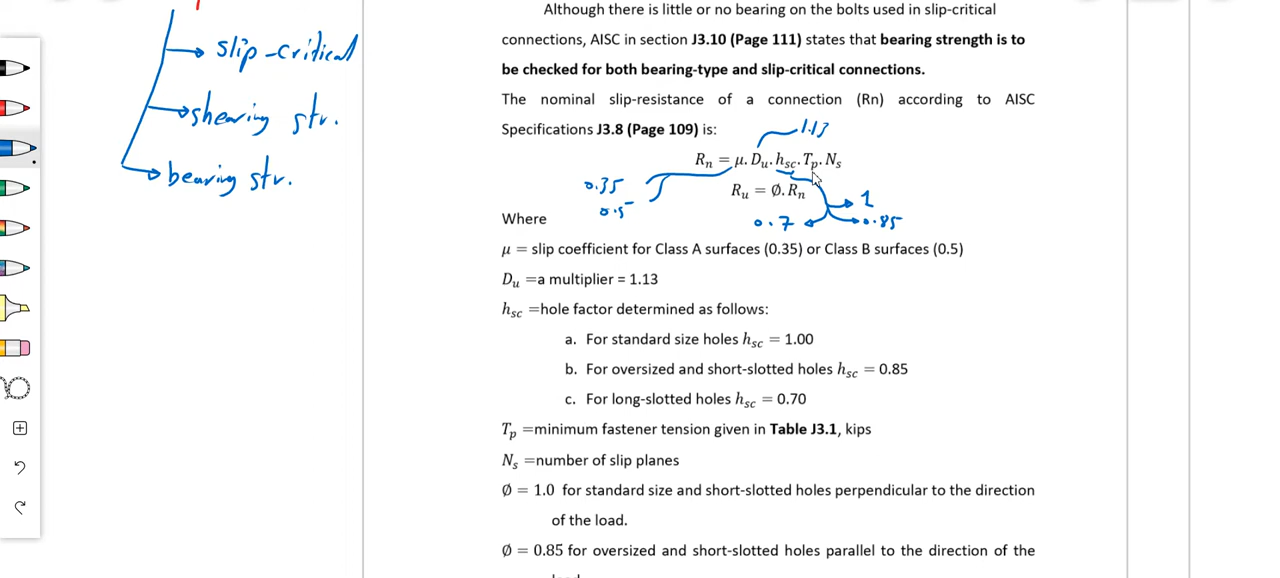 Although there is little or no bearing on the bolts used in slip-critical
connections, AISC in section J3.10 (Page 111) states that bearing strength is to
be checked for both bearing-type and slip-critical connections.
The nominal slip-resistance of a connection (Rn) according to AISC
Specifications J3.8 (Page 109) is:
1.13
Rₙ = μ. Dᵤ. hsc. Tₚ. Nₛ
0.35
0.5
Rᵤ = Ø. Rₙ
1
0.7
0.85
Where
μ = slip coefficient for Class A surfaces (0.35) or Class B surfaces (0.5)
Dᵤ =a multiplier = 1.13
hsc =hole factor determined as follows:
a. For standard size holes hsc = 1.00
b. For oversized and short-slotted holes hsc = 0.85
c. For long-slotted holes hsc = 0.70
Tₚ =minimum fastener tension given in Table J3.1, kips
Nₛ =number of slip planes
Ø = 1.0 for standard size and short-slotted holes perpendicular to the direction
of the load.
Ø = 0.85 for oversized and short-slotted holes parallel to the direction of the
slip-critical
shearing str.
bearing str.